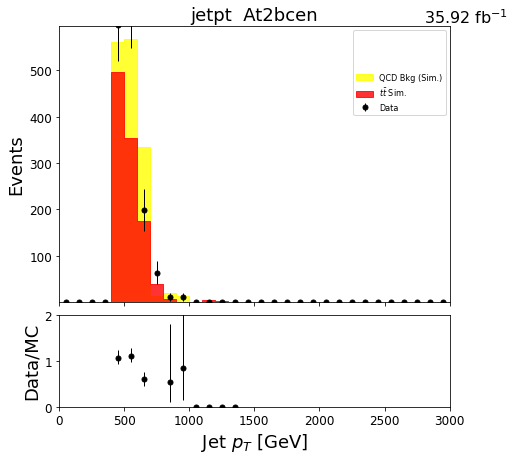 jetpt At2bcen
35.92 fb⁻¹
QCD Bkg (Sim.)
tt̄ Sim.
Data
Events
500
400
300
200
100
Data/MC
2
1
0
0 500 1000 1500 2000 2500 3000
Jet p_T [GeV]